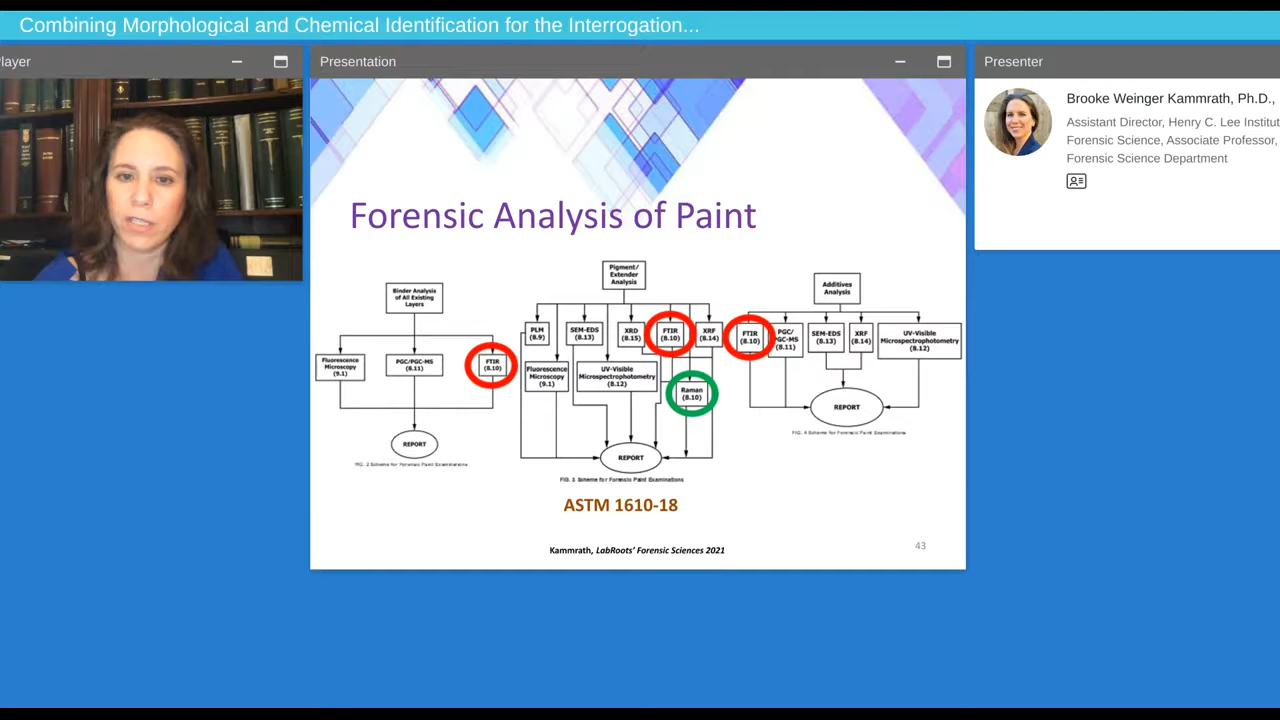 Combining Morphological and Chemical Identification for the Interrogation...
layer
Presentation
Presenter
Brooke Weinger Kammrath, Ph.D.,
Assistant Director, Henry C. Lee Institut
Forensic Science, Associate Professor,
Forensic Science Department
Forensic Analysis of Paint
Binder Analysis
of All Existing
Layers
Fluorescence
Microscopy
(9.1)
PGC/PGC-MS
(8.11)
FTIR
(8.10)
REPORT
FIG. 2 Scheme for Forensic Paint Examinations
Pigment/
Extender
Analysis
PLM
(8.9)
SEM-EDS
(8.13)
XRD
(8.15)
FTIR
(8.10)
XRF
(8.14)
Fluorescence
Microscopy
(9.1)
UV-Visible
Microspectrophotometry
(8.12)
Raman
(8.10)
REPORT
FIG. 3 Scheme for Forensic Paint Examinations
Additives
Analysis
FTIR
(8.10)
PGC/
PGC-MS
(8.11)
SEM-EDS
(8.13)
XRF
(8.14)
UV-Visible
Microspectrophotometry
(8.12)
REPORT
FIG. 4 Scheme for Forensic Paint Examinations
ASTM 1610-18
Kammrath, LabRoots' Forensic Sciences 2021
43